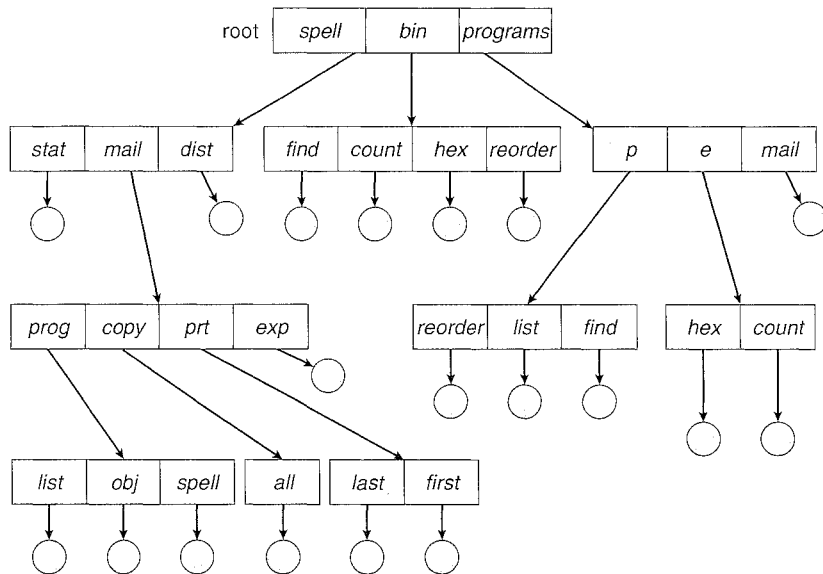 root spell bin programs
stat mail dist find count hex reorder p e mail
prog copy prt exp reorder list find hex count
list obj spell all last first